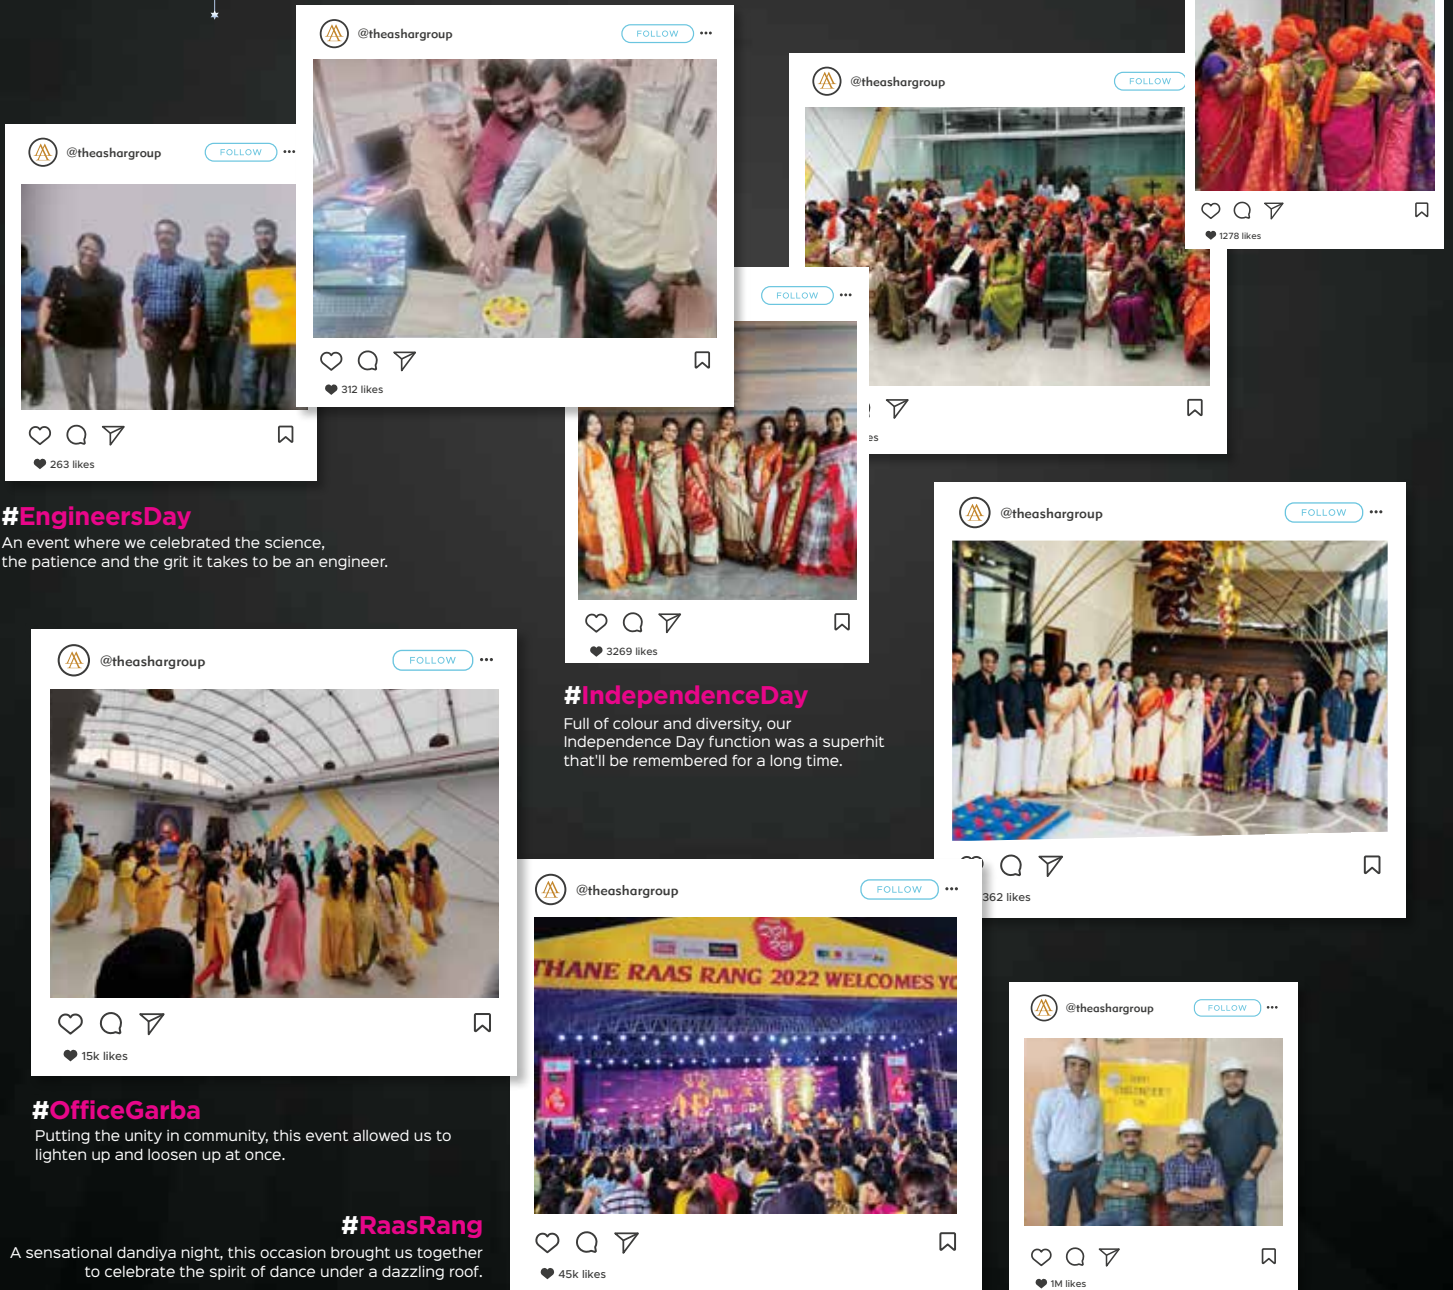 @theashargroup
FOLLOW
312 likes
@theashargroup
FOLLOW
1278 likes
@theashargroup
FOLLOW
263 likes
FOLLOW
3269 likes
es
#EngineersDay
An event where we celebrated the science,
the patience and the grit it takes to be an engineer.
@theashargroup
FOLLOW
362 likes
#IndependenceDay
Full of colour and diversity, our
Independence Day function was a superhit
that'll be remembered for a long time.
@theashargroup
FOLLOW
15k likes
#OfficeGarba
Putting the unity in community, this event allowed us to
lighten up and loosen up at once.
@theashargroup
FOLLOW
THANE RAAS RANG 2022 WELCOMES YO
45k likes
#RaasRang
A sensational dandiya night, this occasion brought us together
to celebrate the spirit of dance under a dazzling roof.
@theashargroup
FOLLOW
ENGINEER
1M likes